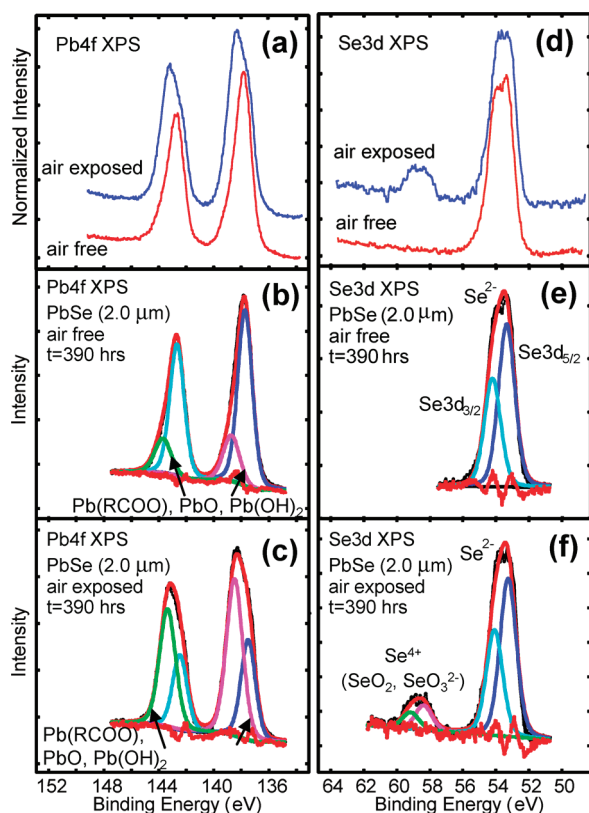 (a)
Pb4f XPS
air exposed
air free
Normalized Intensity
(b)
Pb4f XPS
PbSe (2.0 μm)
air free
t=390 hrs
Pb(RCOO), PbO, Pb(OH)₂
Intensity
(c)
Pb4f XPS
PbSe (2.0 μm)
air exposed
t=390 hrs
Pb(RCOO),
PbO, Pb(OH)₂
Intensity
152 148 144 140 136
Binding Energy (eV)
(d)
Se3d XPS
air exposed
air free
(e)
Se3d XPS
Se²⁻
PbSe (2.0 μm)
air free
t=390 hrs
Se3d₅/₂
Se3d₃/₂
(f)
Se3d XPS
Se²⁻
PbSe (2.0 μm)
air exposed
t=390 hrs
Se⁴⁺
(SeO₂, SeO₃²⁻)
64 62 60 58 56 54 52 50
Binding Energy (eV)